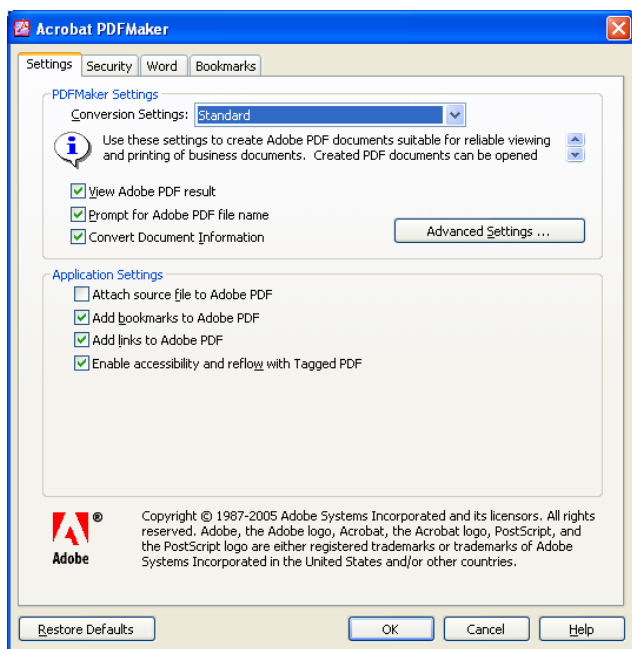 Acrobat PDFMaker
Settings Security Word Bookmarks
PDFMaker Settings
Conversion Settings: Standard
Use these settings to create Adobe PDF documents suitable for reliable viewing
and printing of business documents. Created PDF documents can be opened
View Adobe PDF result
Prompt for Adobe PDF file name
Convert Document Information
Advanced Settings ...
Application Settings
Attach source file to Adobe PDF
Add bookmarks to Adobe PDF
Add links to Adobe PDF
Enable accessibility and reflow with Tagged PDF
Copyright © 1987-2005 Adobe Systems Incorporated and its licensors. All rights
reserved. Adobe, the Adobe logo, Acrobat, the Acrobat logo, PostScript, and
the PostScript logo are either registered trademarks or trademarks of Adobe
Systems Incorporated in the United States and/or other countries.
®
Adobe
Restore Defaults OK Cancel Help